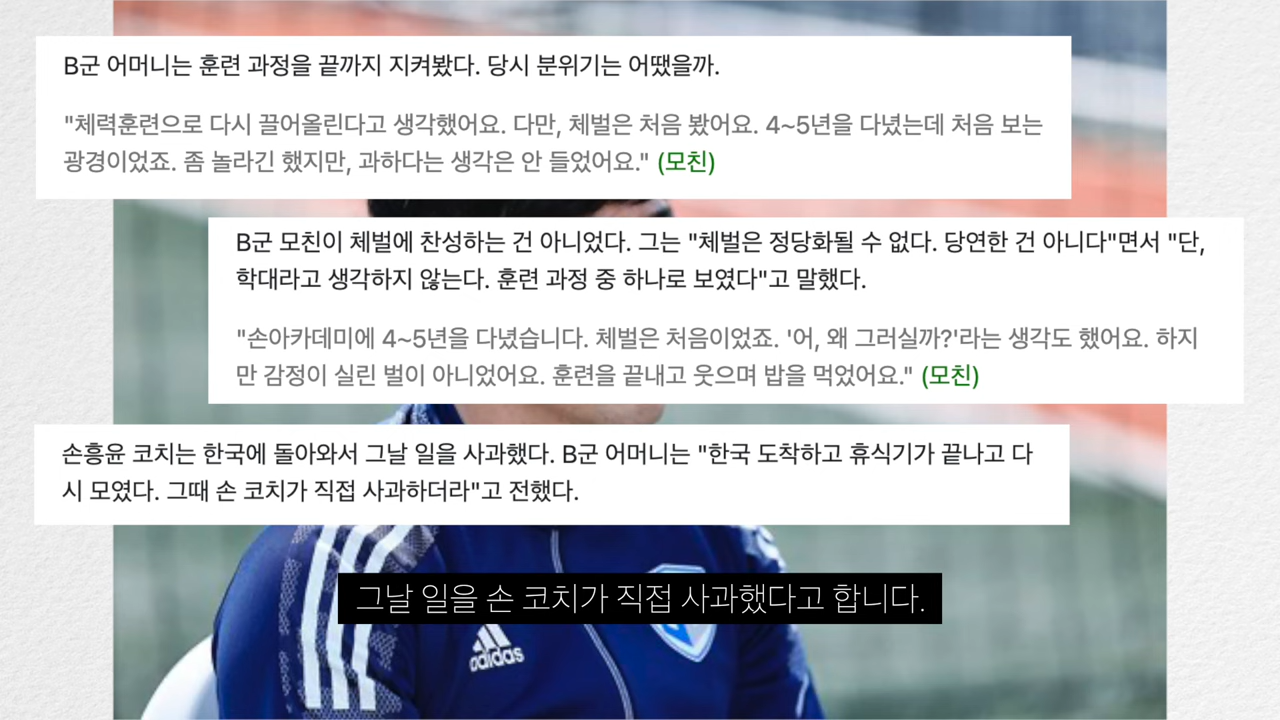 B군 어머니는 훈련 과정을 끝까지 지켜봤다. 당시 분위기는 어땠을까.
"체력훈련으로 다시 끌어올린다고 생각했어요. 다만, 체벌은 처음 봤어요. 4~5년을 다녔는데 처음 보는
광경이었죠. 좀 놀라긴 했지만, 과하다는 생각은 안 들었어요." (모친)
B군 모친이 체벌에 찬성하는 건 아니었다. 그는 "체벌은 정당화될 수 없다. 당연한 건 아니다"면서 "단,
학대라고 생각하지 않는다. 훈련 과정 중 하나로 보였다"고 말했다.
"손아카데미에 4~5년을 다녔습니다. 체벌은 처음이었죠. '어, 왜 그러실까?'라는 생각도 했어요. 하지
만 감정이 실린 벌이 아니었어요. 훈련을 끝내고 웃으며 밥을 먹었어요." (모친)
손흥윤 코치는 한국에 돌아와서 그날 일을 사과했다. B군 어머니는 "한국 도착하고 휴식기가 끝나고 다
시 모였다. 그때 손 코치가 직접 사과하더라"고 전했다.
그날 일을 손 코치가 직접 사과했다고 합니다.
adidas